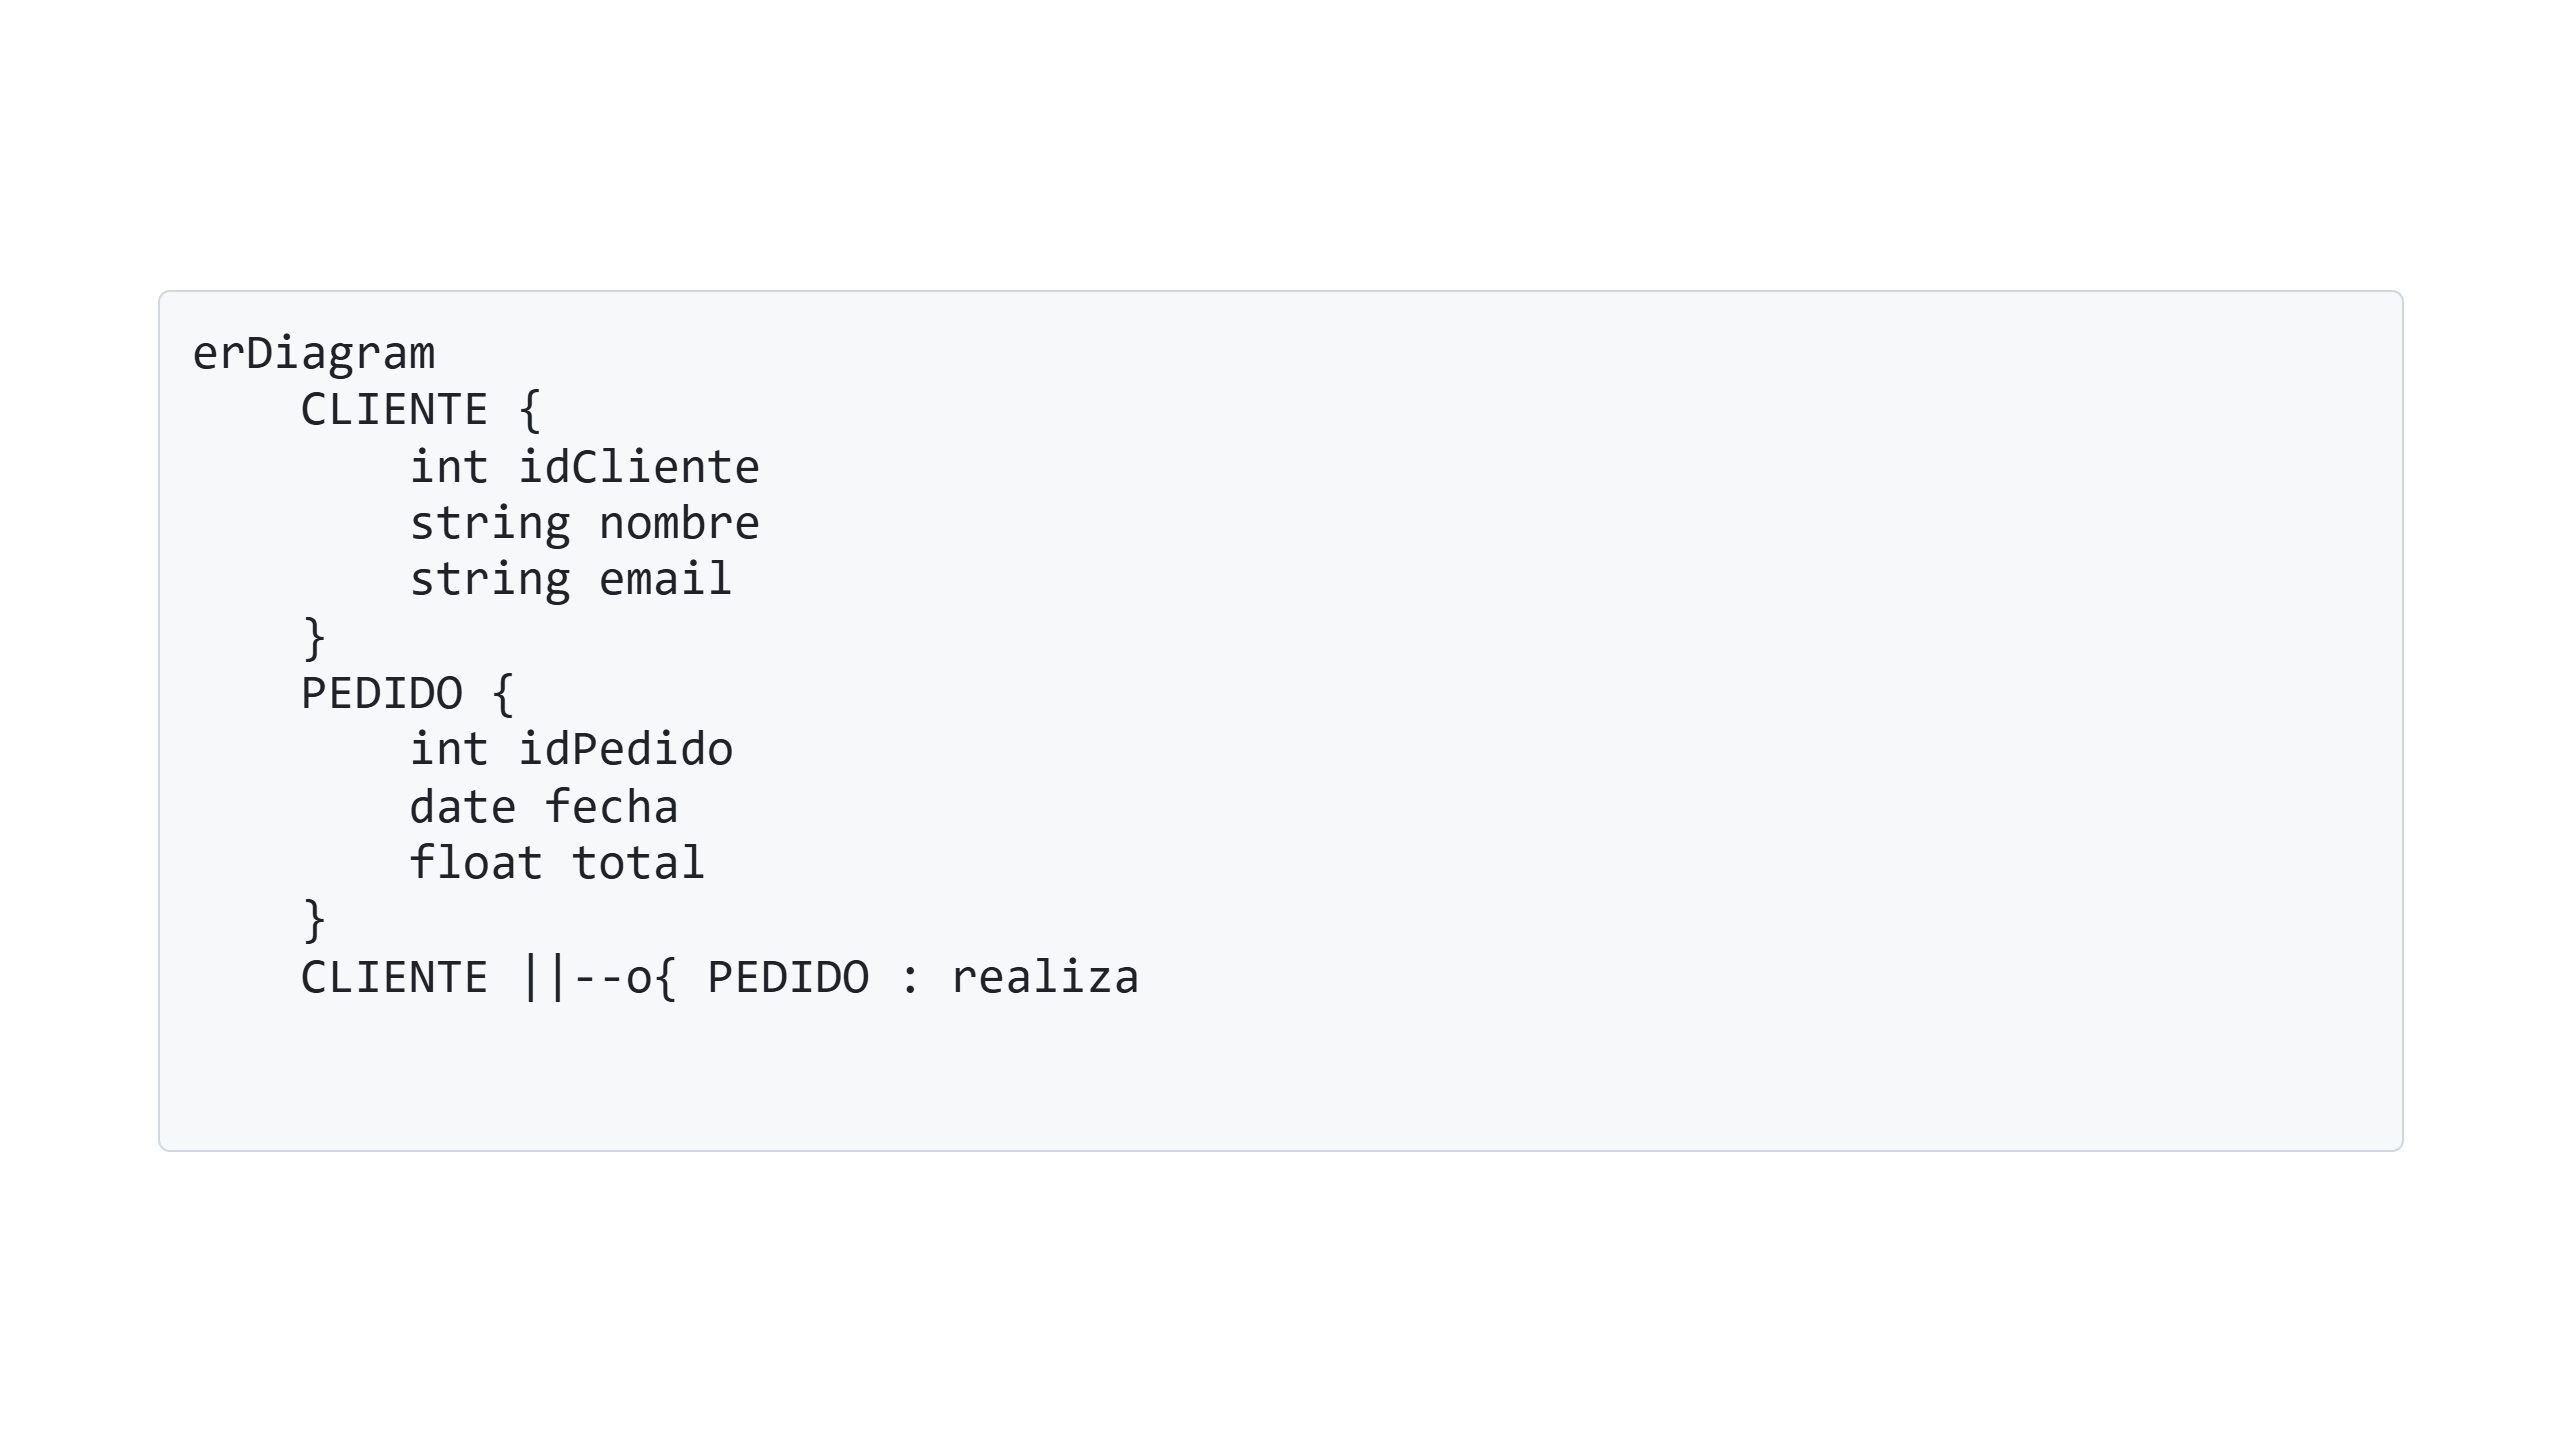 erDiagram
    CLIENTE {
        int idCliente
        string nombre
        string email
    }
    PEDIDO {
        int idPedido
        date fecha
        float total
    }
    CLIENTE ||--o{ PEDIDO : realiza